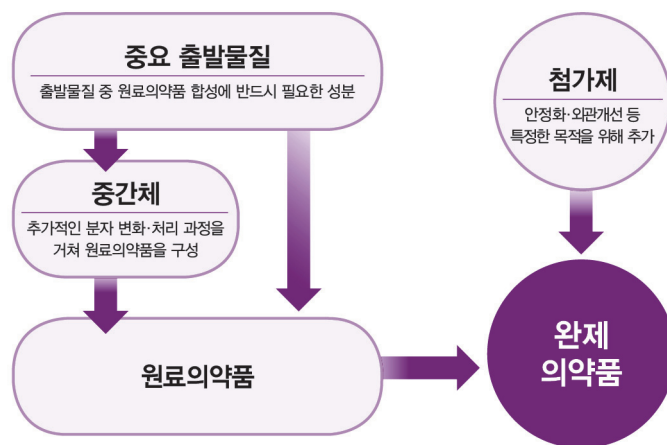 중요 출발물질
출발물질 중 원료의약품 합성에 반드시 필요한 성분
첨가제
안정화·외관개선 등
특정한 목적을 위해 추가
중간체
추가적인 분자 변화·처리 과정을
거쳐 원료의약품을 구성
원료의약품
완제
의약품